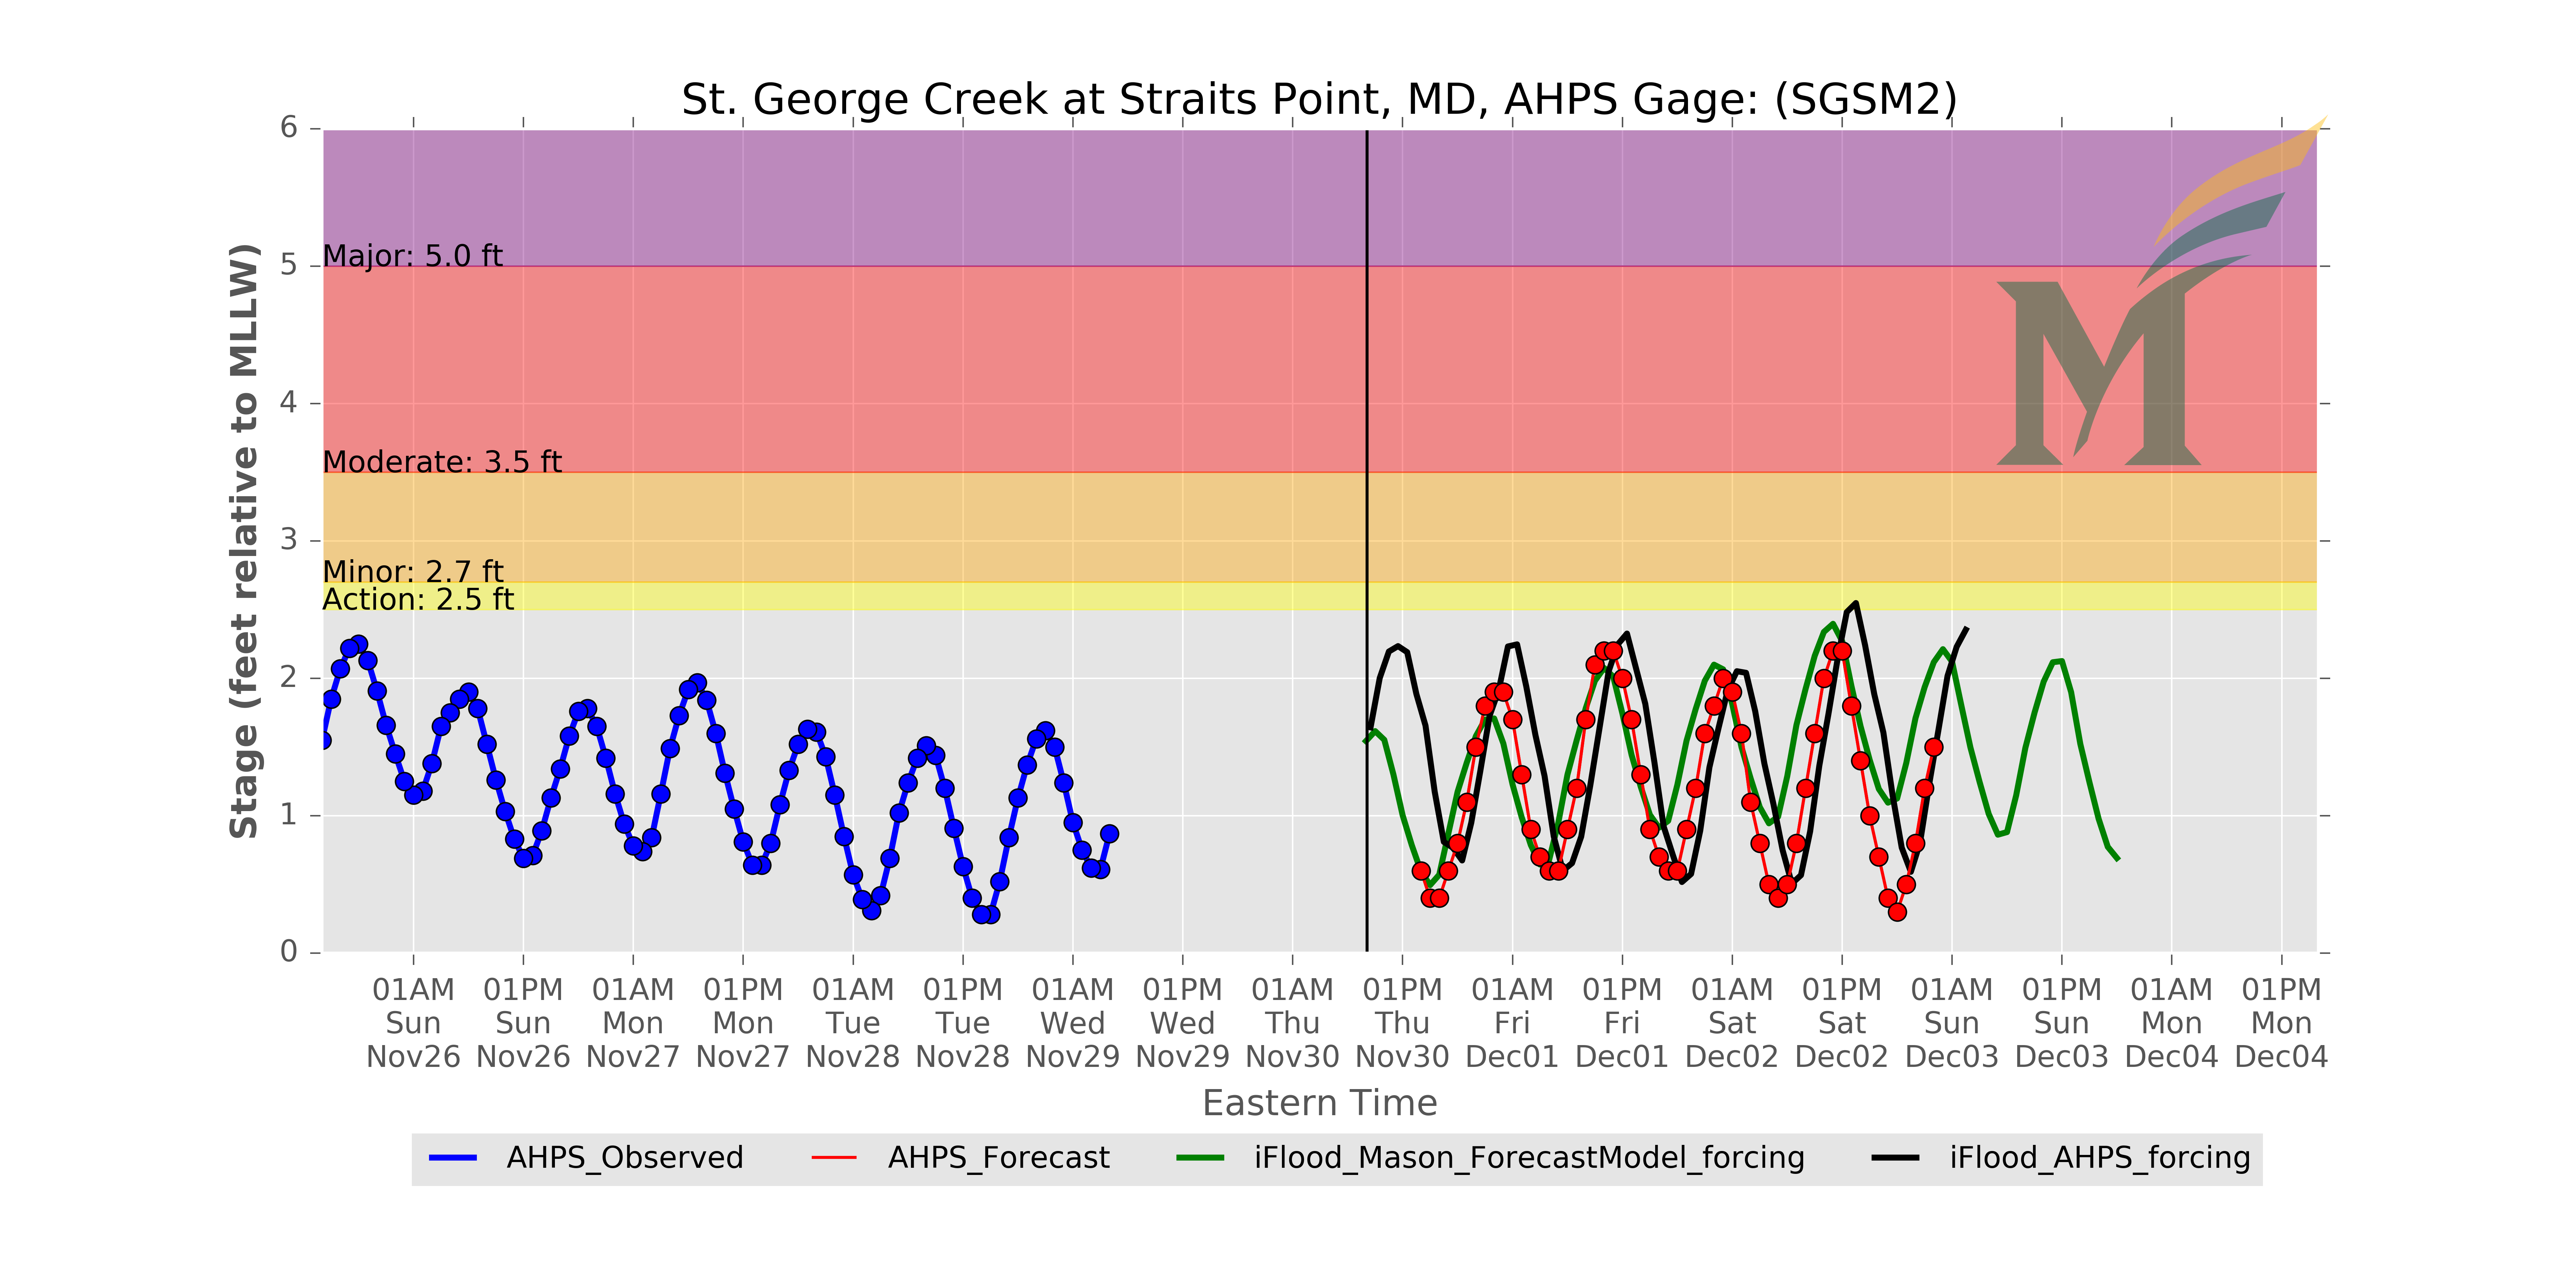 St. George Creek at Straits Point, MD, AHPS Gage: (SGSM2)
Stage (feet relative to MLLW)
6
5
4
3
2
1
0
Major: 5.0 ft
Moderate: 3.5 ft
Minor: 2.7 ft
Action: 2.5 ft
M
01AM 01PM 01AM 01PM 01AM 01PM 01AM 01PM 01AM 01PM 01AM 01PM 01AM 01PM 01AM 01PM 01AM 01PM
Sun Sun Mon Mon Tue Tue Wed Wed Thu Thu Fri Fri Sat Sat Sun Sun Mon Mon
Nov26 Nov26 Nov27 Nov27 Nov28 Nov28 Nov29 Nov29 Nov30 Nov30 Dec01 Dec01 Dec02 Dec02 Dec03 Dec03 Dec04 Dec04
Eastern Time
AHPS_Observed AHPS_Forecast iFlood_Mason_ForecastModel_forcing iFlood_AHPS_forcing